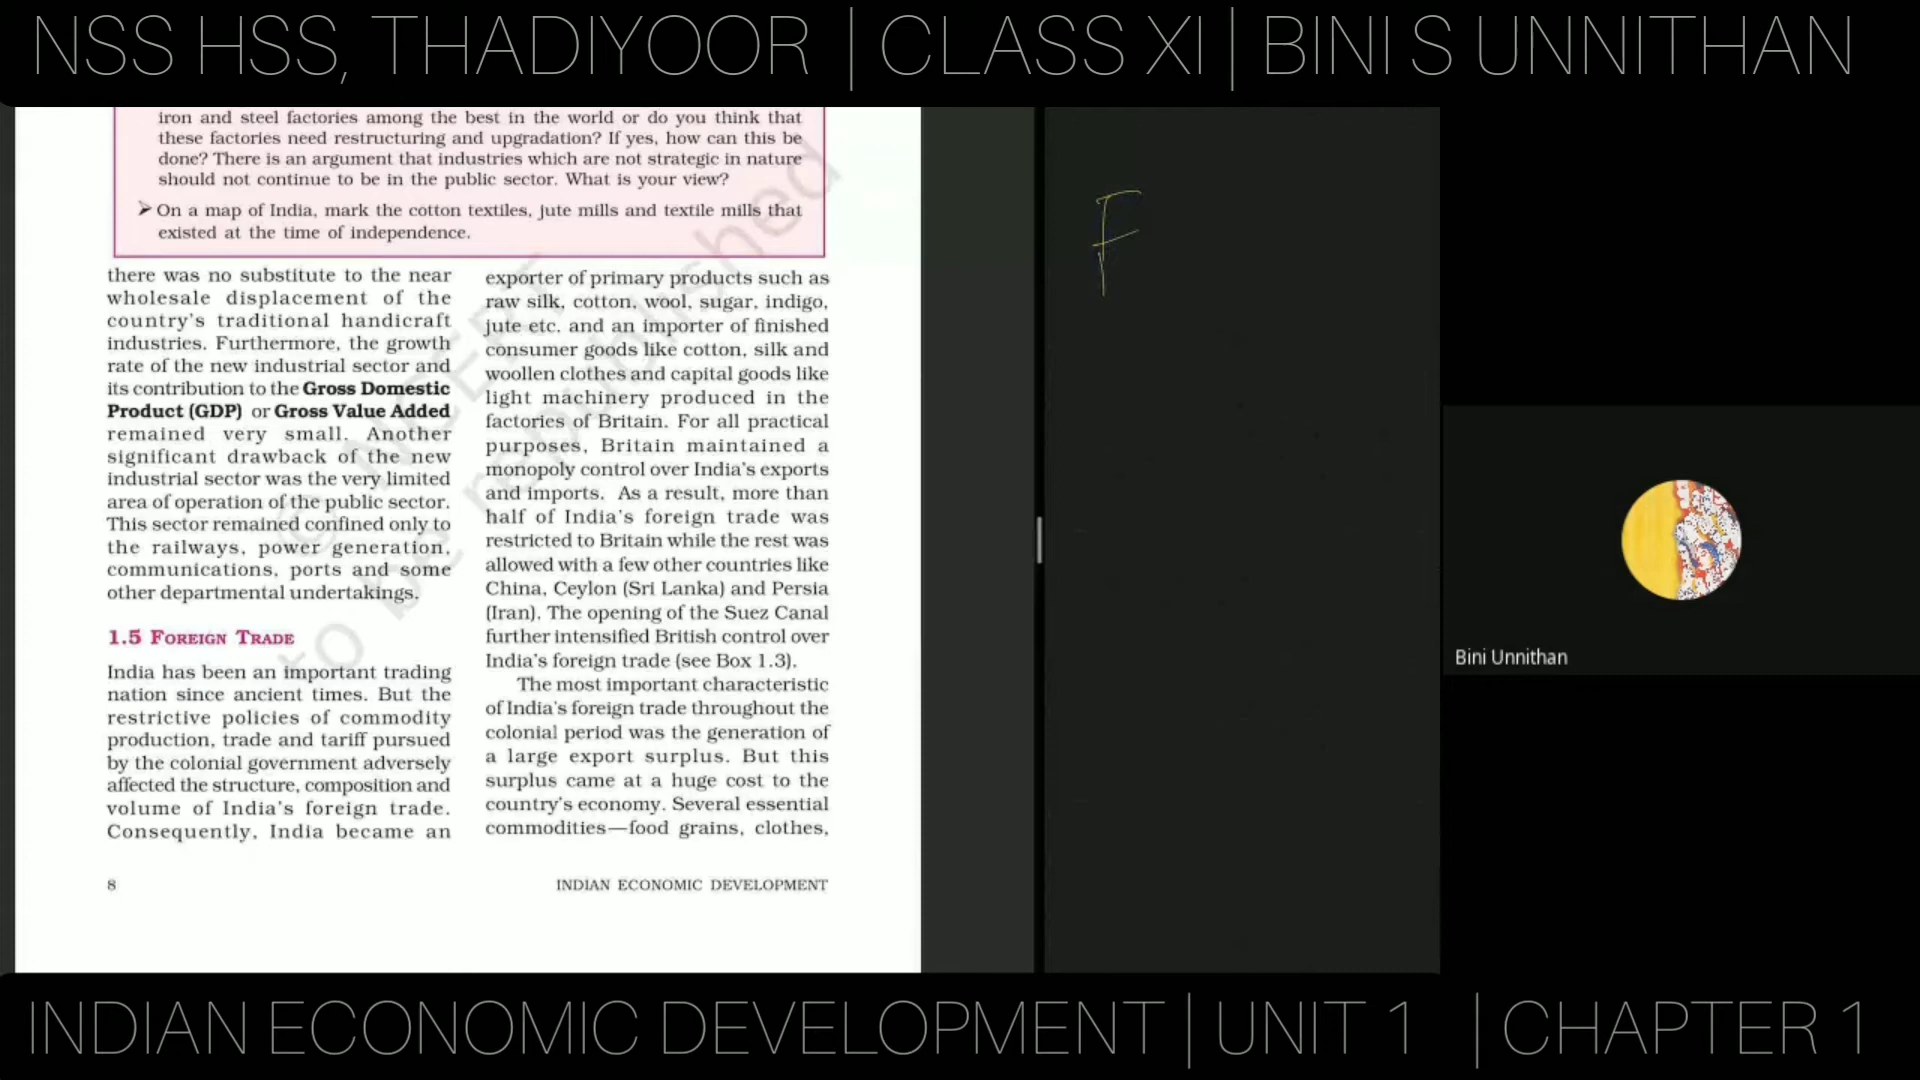 NSS HSS, THADIYOOR | CLASS XI | BINI S UNNITHAN
iron and steel factories among the best in the world or do you think that
these factories need restructuring and upgradation? If yes, how can this be
done? There is an argument that industries which are not strategic in nature
should not continue to be in the public sector. What is your view?
➤ On a map of India, mark the cotton textiles, jute mills and textile mills that
existed at the time of independence.
there was no substitute to the near
wholesale displacement of the
country's traditional handicraft
industries. Furthermore, the growth
rate of the new industrial sector and
its contribution to the Gross Domestic
Product (GDP) or Gross Value Added
remained very small. Another
significant drawback of the new
industrial sector was the very limited
area of operation of the public sector.
This sector remained confined only to
the railways, power generation,
communications, ports and some
other departmental undertakings.
1.5 FOREIGN TRADE
India has been an important trading
nation since ancient times. But the
restrictive policies of commodity
production, trade and tariff pursued
by the colonial government adversely
affected the structure, composition and
volume of India's foreign trade.
Consequently, India became an
exporter of primary products such as
raw silk, cotton, wool, sugar, indigo,
jute etc. and an importer of finished
consumer goods like cotton, silk and
woollen clothes and capital goods like
light machinery produced in the
factories of Britain. For all practical
purposes, Britain maintained a
monopoly control over India's exports
and imports. As a result, more than
half of India's foreign trade was
restricted to Britain while the rest was
allowed with a few other countries like
China, Ceylon (Sri Lanka) and Persia
(Iran). The opening of the Suez Canal
further intensified British control over
India's foreign trade (see Box 1.3).
The most important characteristic
of India's foreign trade throughout the
colonial period was the generation of
a large export surplus. But this
surplus came at a huge cost to the
country's economy. Several essential
commodities—food grains, clothes,
8
INDIAN ECONOMIC DEVELOPMENT
© NCERT
to be republished
F
Bini Unnithan
INDIAN ECONOMIC DEVELOPMENT | UNIT 1 | CHAPTER 1